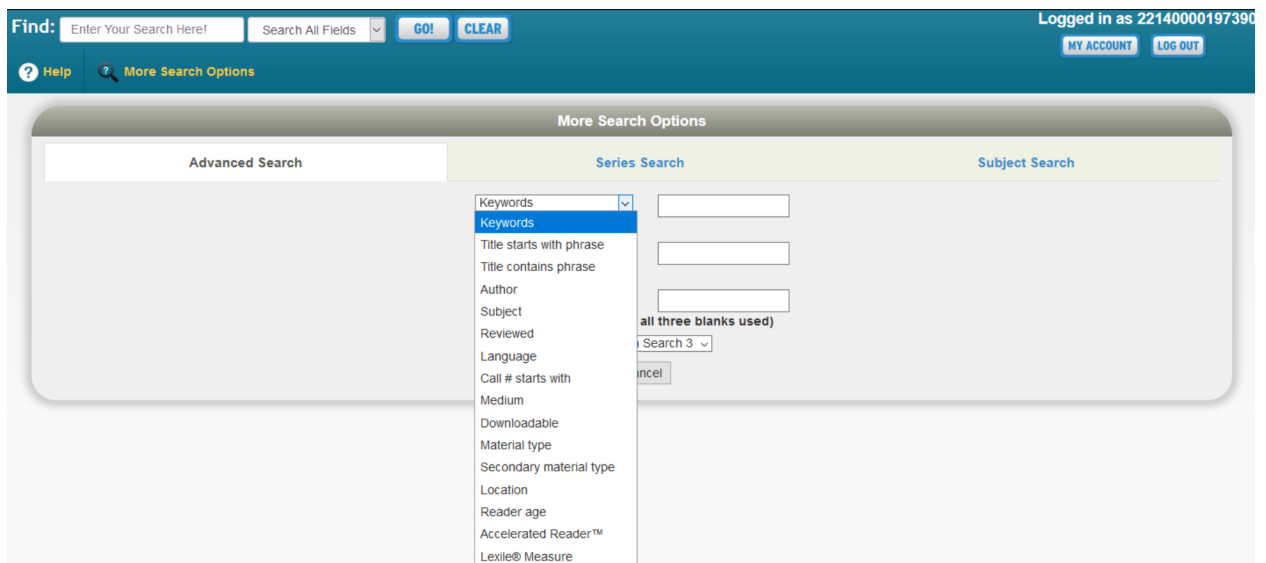 Find: Enter Your Search Here! Search All Fields GO! CLEAR
Logged in as 22140000197390
MY ACCOUNT LOG OUT
? Help ? More Search Options
More Search Options
Advanced Search Series Search Subject Search
Keywords
Keywords
Title starts with phrase
Title contains phrase
Author
Subject
all three blanks used)
Reviewed
Search 3
Language
Call # starts with
Medium
Downloadable
Material type
Secondary material type
Location
Reader age
Accelerated Reader™
Lexile® Measure